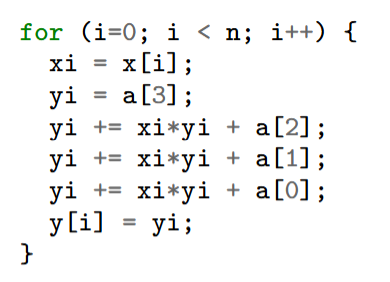 for (i=0; i < n; i++) {
  xi = x[i];
  yi = a[3];
  yi += xi*yi + a[2];
  yi += xi*yi + a[1];
  yi += xi*yi + a[0];
  y[i] = yi;
}